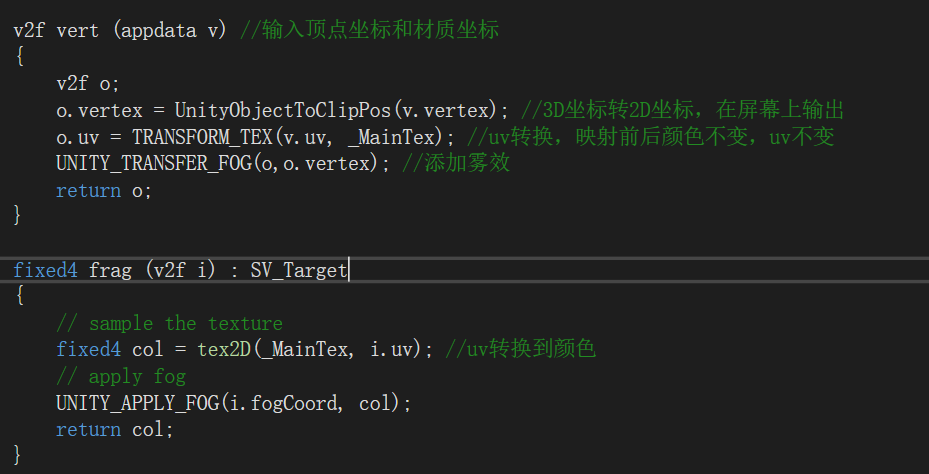 v2f vert (appdata v) //输入顶点坐标和材质坐标
{
    v2f o;
    o.vertex = UnityObjectToClipPos(v.vertex); //3D坐标转2D坐标，在屏幕上输出
    o.uv = TRANSFORM_TEX(v.uv, _MainTex); //uv转换，映射前后颜色不变，uv不变
    UNITY_TRANSFER_FOG(o,o.vertex); //添加雾效
    return o;
}
fixed4 frag (v2f i) : SV_Target
{
    // sample the texture
    fixed4 col = tex2D(_MainTex, i.uv); //uv转换到颜色
    // apply fog
    UNITY_APPLY_FOG(i.fogCoord, col);
    return col;
}